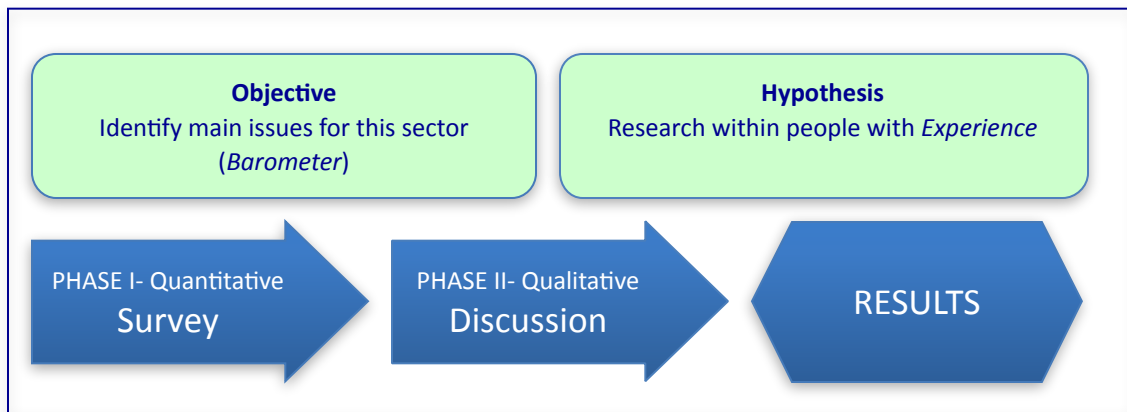 Objective
Identify main issues for this sector
(Barometer)
Hypothesis
Research within people with Experience
PHASE I- Quantitative
Survey
PHASE II- Qualitative
Discussion
RESULTS